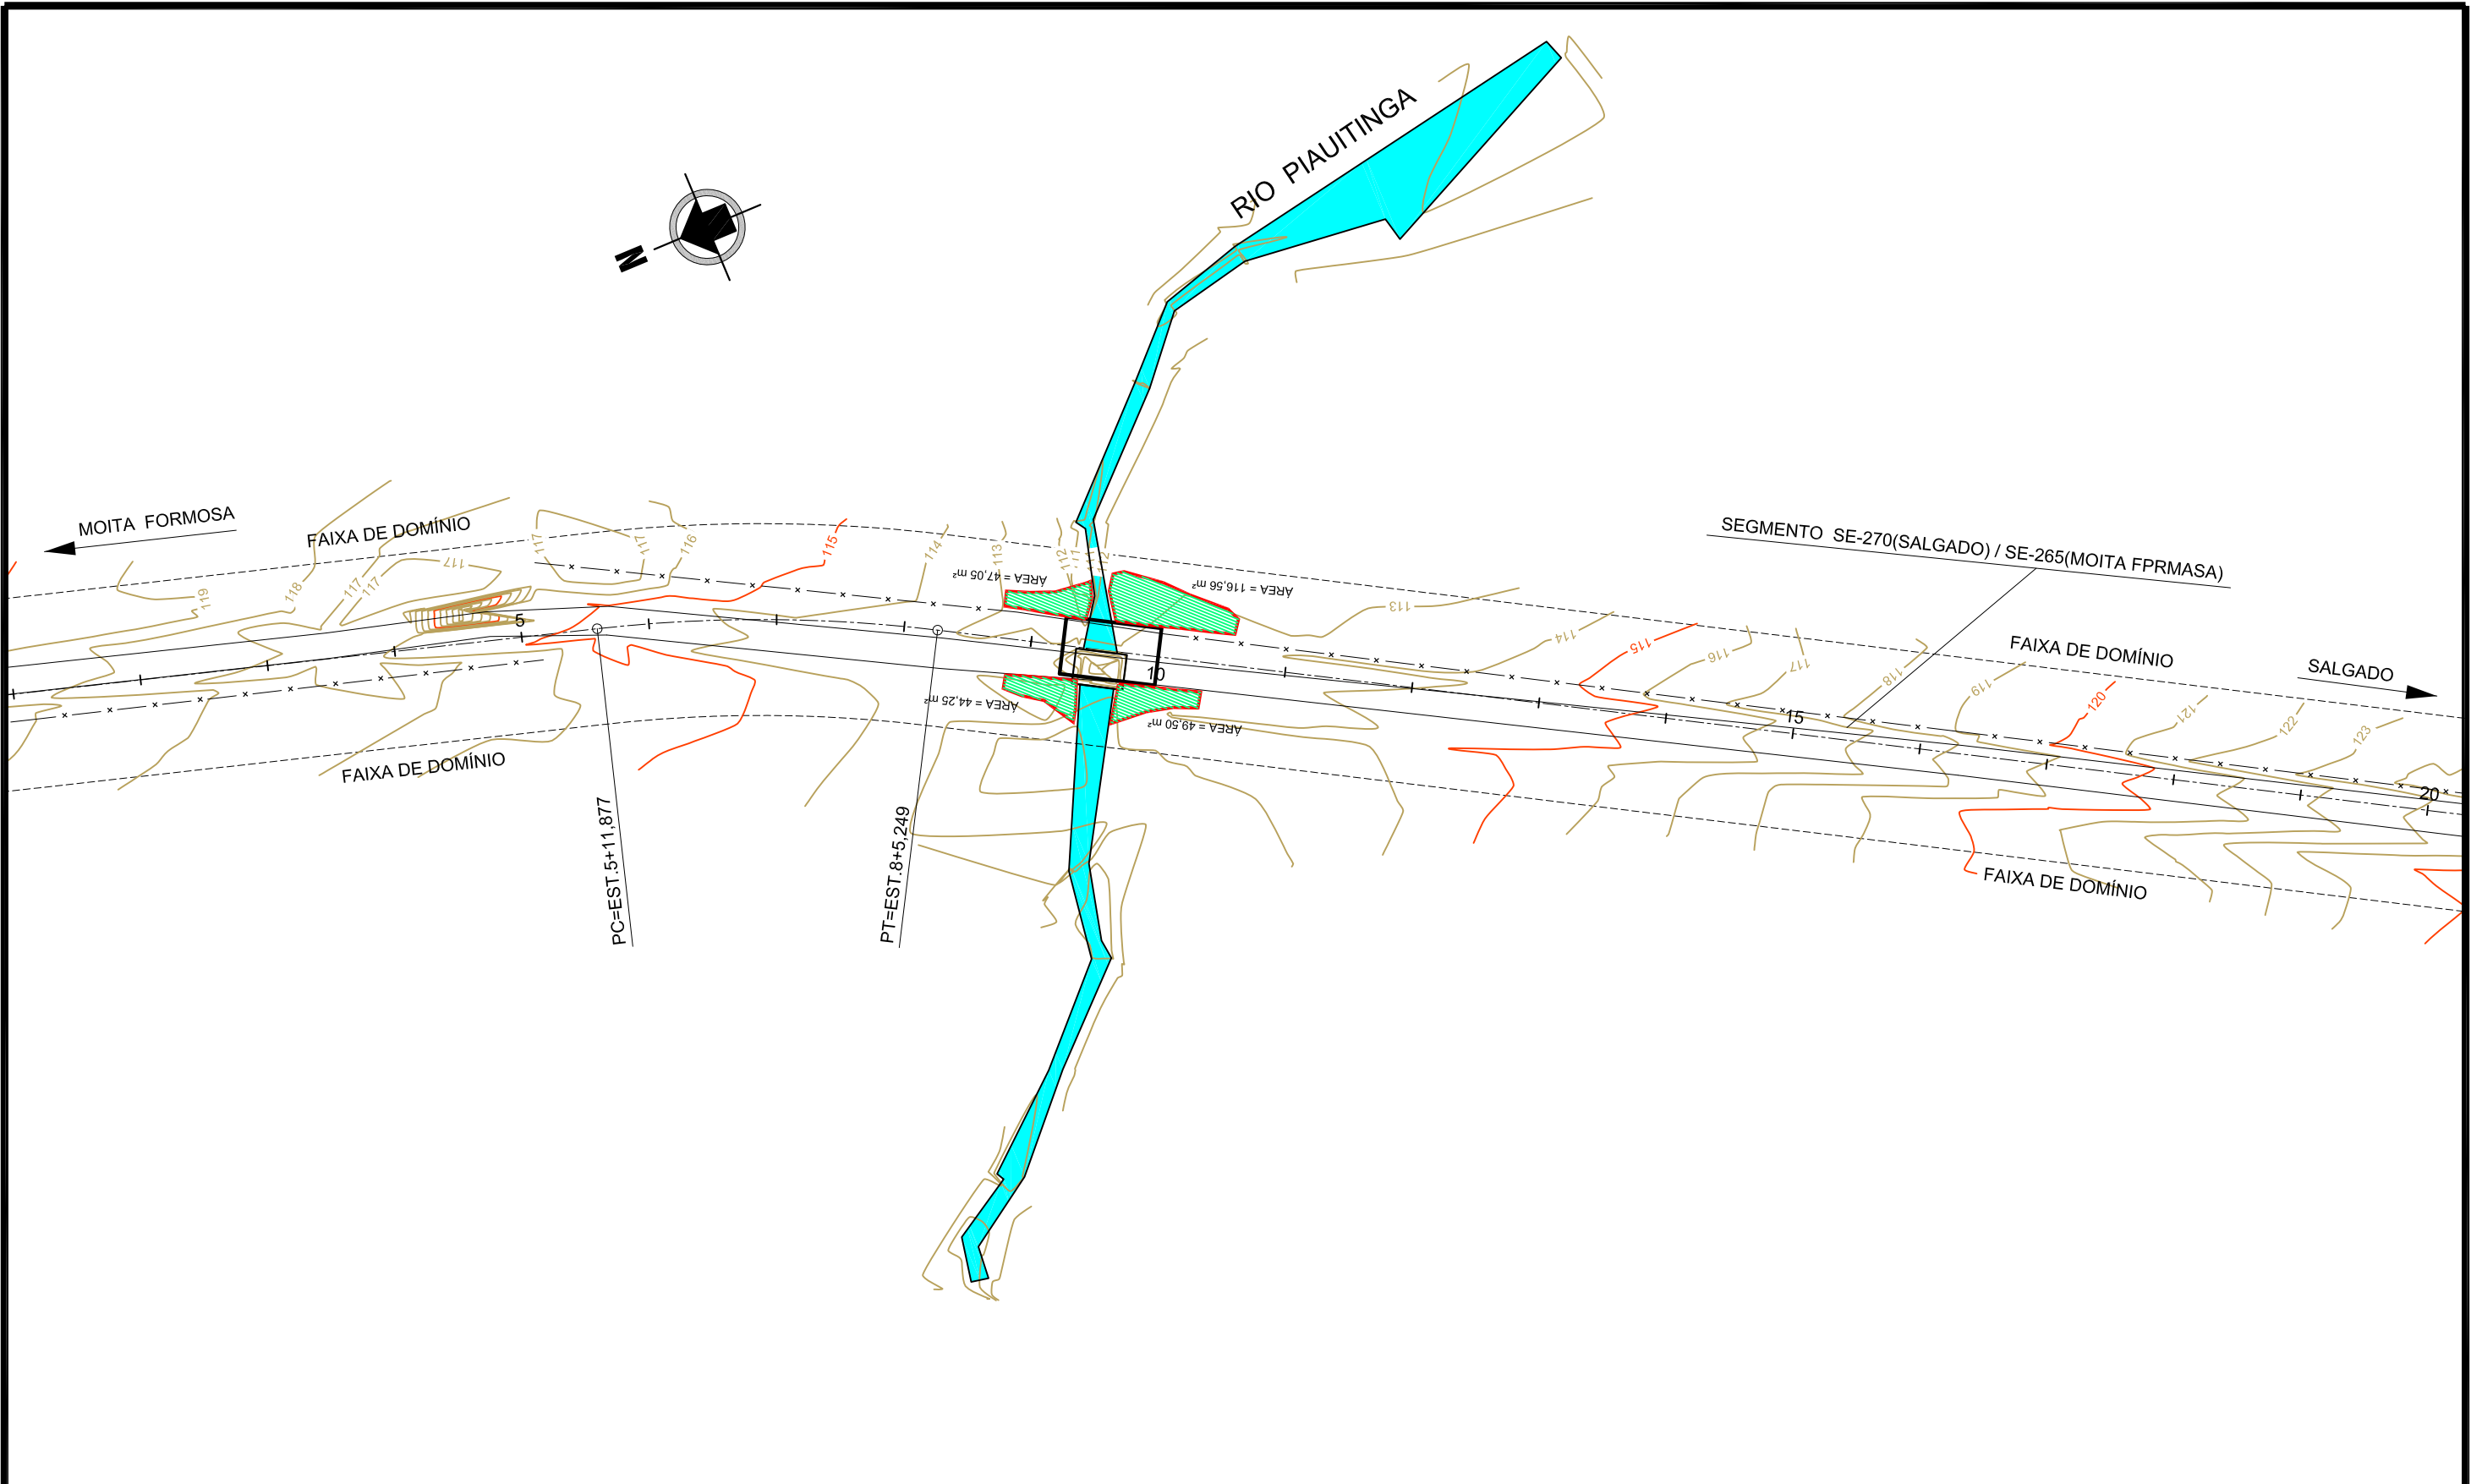 RIO PIAUITINGA
N
MOITA FORMOSA
FAIXA DE DOMÍNIO
SEGMENTO SE-270(SALGADO) / SE-265(MOITA FPRMASA)
FAIXA DE DOMÍNIO
SALGADO
119
118
117
117
117
117
117
116
115
114
113
112
111
112
ÁREA = 47,05 m²
ÁREA = 116,56 m²
113
114
115
116
117
118
119
120
121
122
123
5
10
15
20
ÁREA = 44,25 m²
ÁREA = 49,50 m²
FAIXA DE DOMÍNIO
PC=EST.5+11,877
PT=EST.8+5,249
FAIXA DE DOMÍNIO